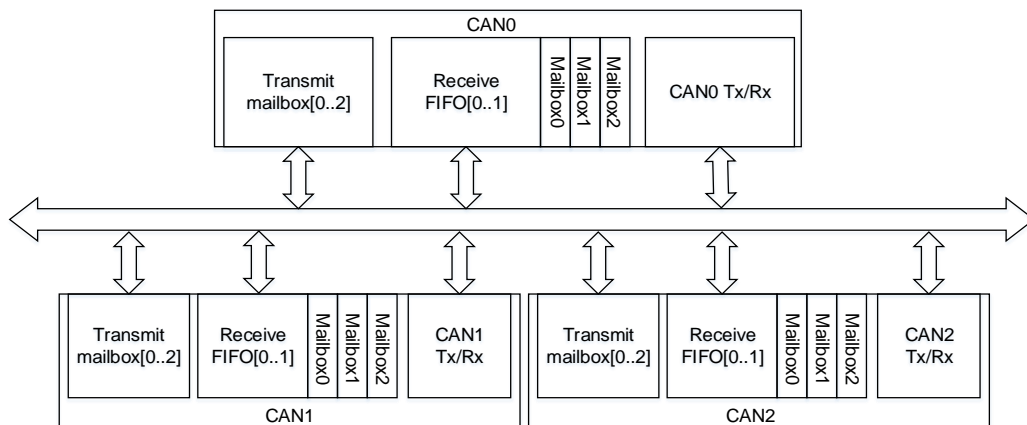 CAN0
Transmit
mailbox[0..2]
Receive
FIFO[0..1]
Mailbox0
Mailbox1
Mailbox2
CAN0 Tx/Rx
Transmit
mailbox[0..2]
Receive
FIFO[0..1]
Mailbox0
Mailbox1
Mailbox2
CAN1
Tx/Rx
CAN1
Transmit
mailbox[0..2]
Receive
FIFO[0..1]
Mailbox0
Mailbox1
Mailbox2
CAN2
Tx/Rx
CAN2